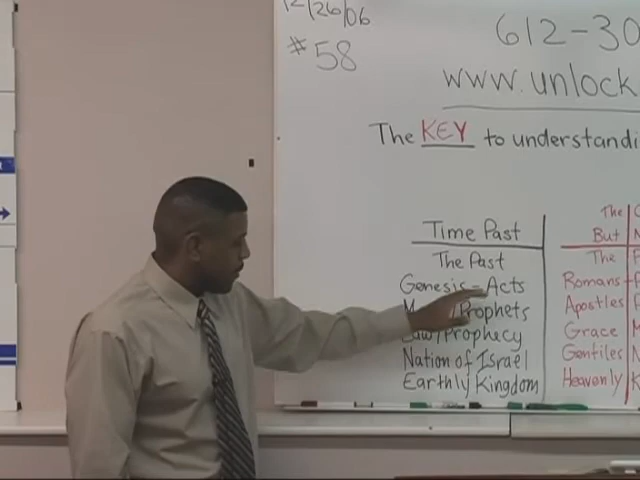 12/26/06
#58
612-30
www.unlock
The KEY to understandi
Time Past
The Past
Genesis - Acts
Prophets
Law/Prophecy
Nation of Israel
Earthly Kingdom
The
But
The
Romans
Apostles
Grace
Gentiles
Heavenly